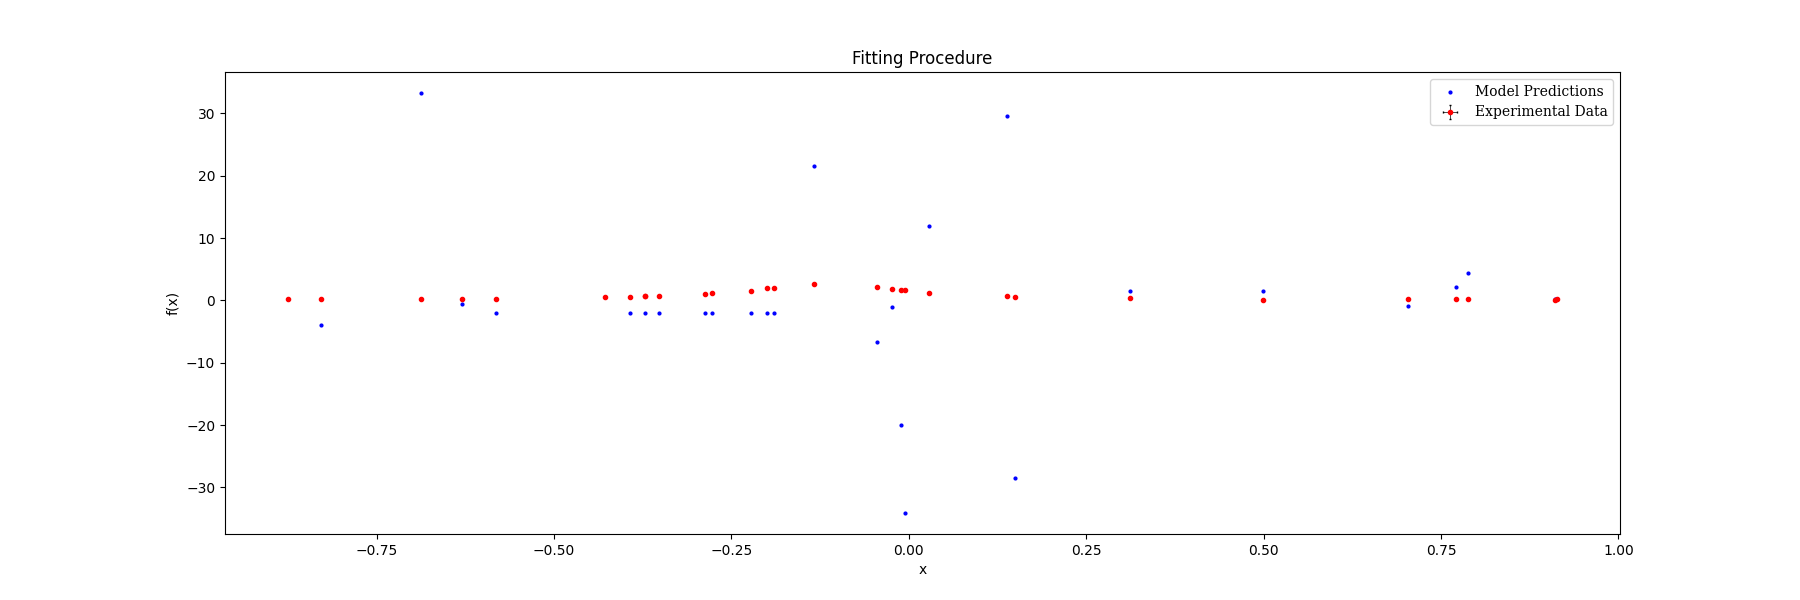 Fitting Procedure
Model Predictions
Experimental Data
30
20
10
0
−10
−20
−30
f(x)
−0.75 −0.50 −0.25 0.00 0.25 0.50 0.75 1.00
x